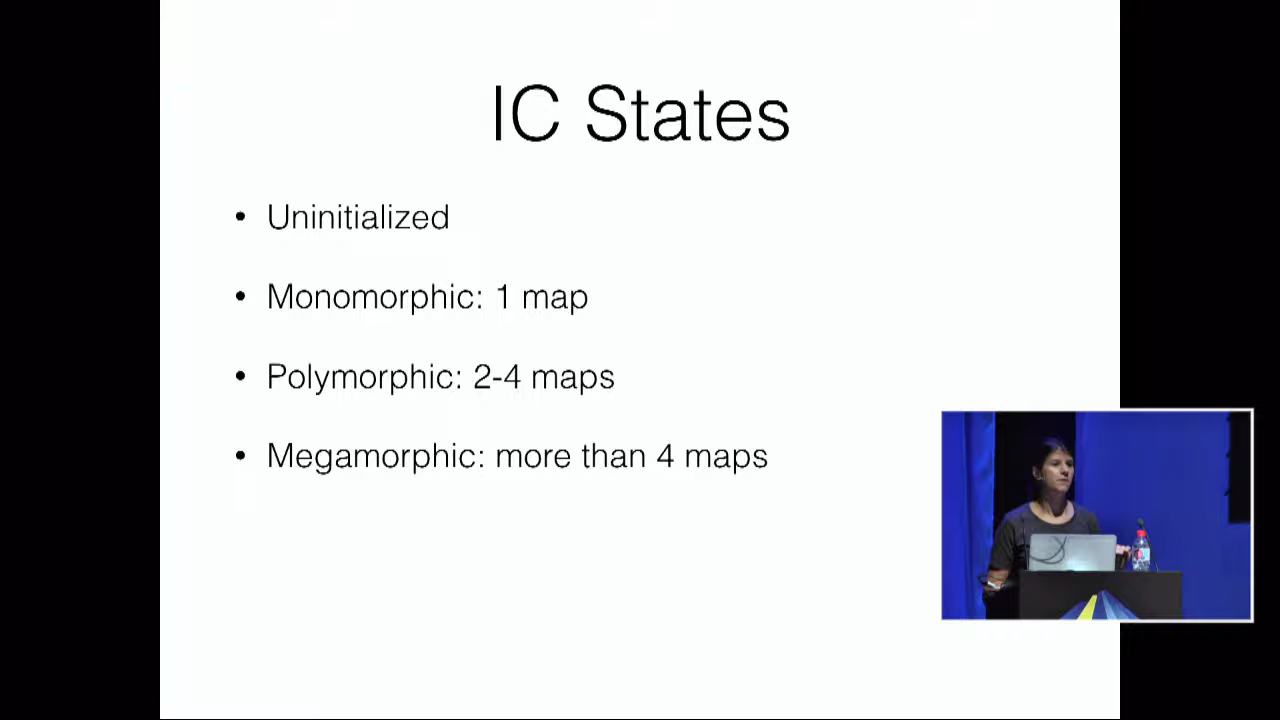 IC States
• Uninitialized
• Monomorphic: 1 map
• Polymorphic: 2-4 maps
• Megamorphic: more than 4 maps